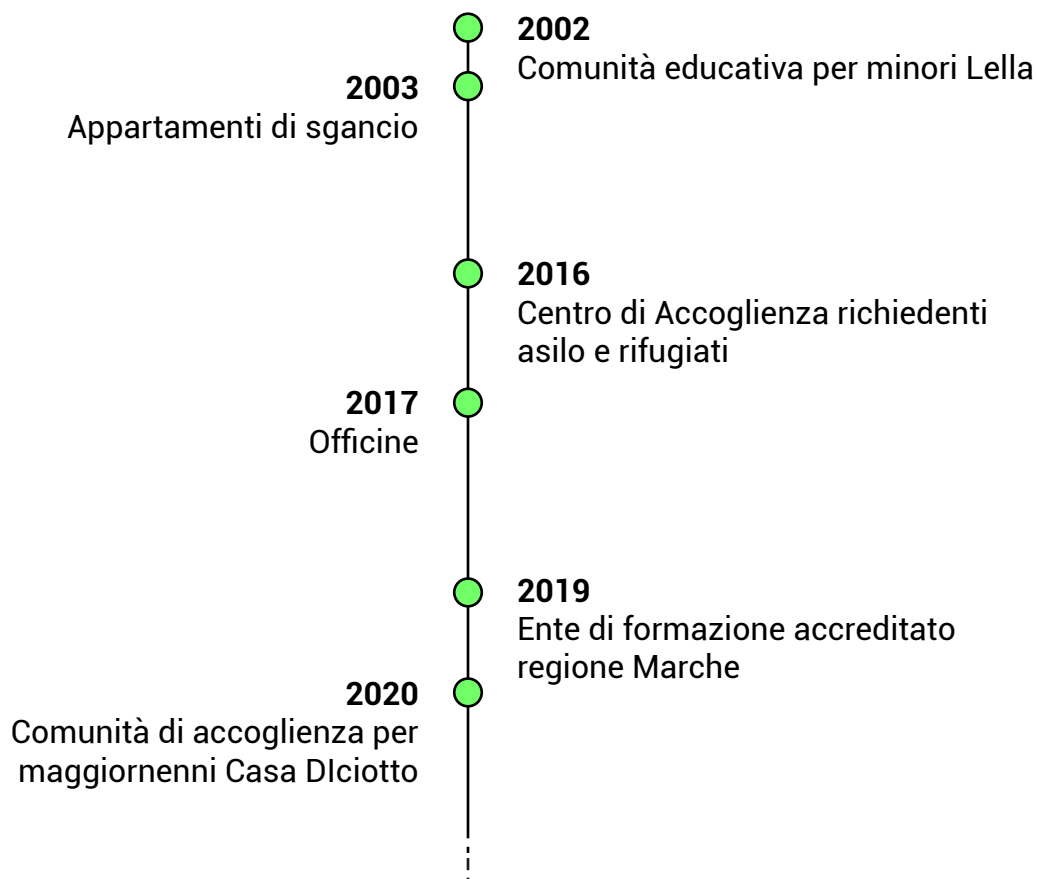 2002
Comunità educativa per minori Lella
2003
Appartamenti di sgancio
2016
Centro di Accoglienza richiedenti
asilo e rifugiati
2017
Officine
2019
Ente di formazione accreditato
regione Marche
2020
Comunità di accoglienza per
maggiornenni Casa DIciotto